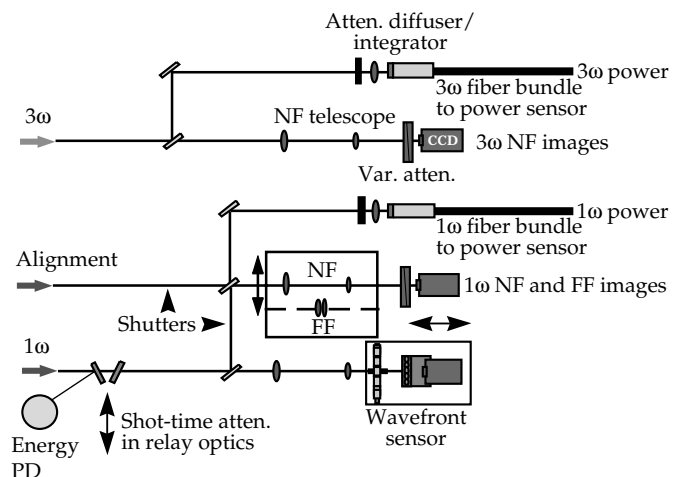 Atten. diffuser/
integrator
3ω power
3ω fiber bundle
to power sensor
3ω
NF telescope
CCD
3ω NF images
Var. atten.
1ω power
1ω fiber bundle
to power sensor
Alignment
NF
1ω NF and FF images
Shutters
FF
1ω
Wavefront
sensor
Shot-time atten.
in relay optics
Energy
PD